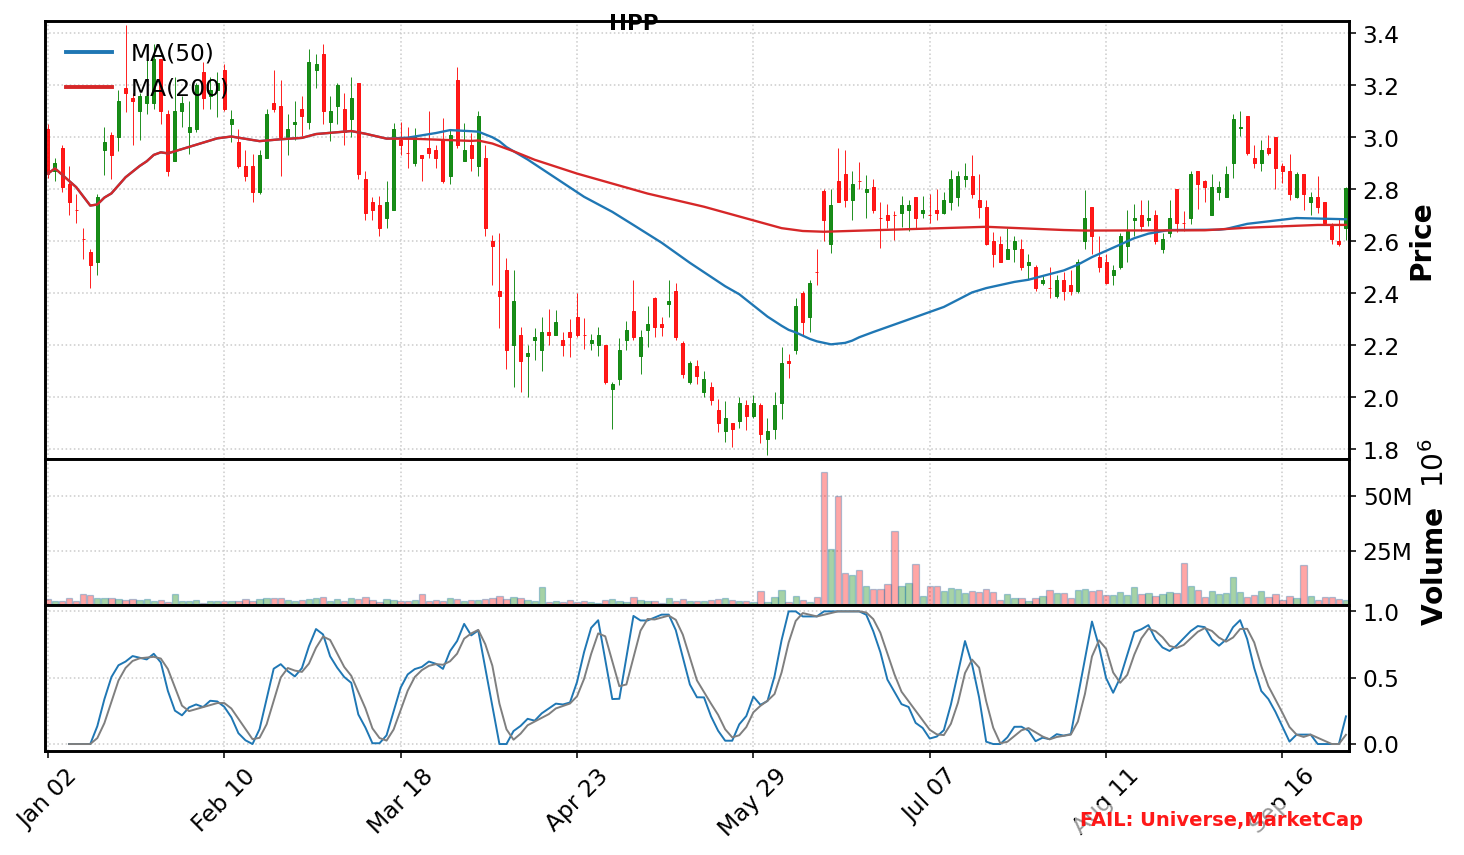 HPP
MA(50)
MA(200)
3.4
3.2
3.0
2.8
2.6
2.4
2.2
2.0
1.8
Price
10^6
50M
25M
Volume
1.0
0.5
0.0
Jan 02
Feb 10
Mar 18
Apr 23
May 29
Jul 07
Aug 11
Sep 16
FAIL: Universe,MarketCap